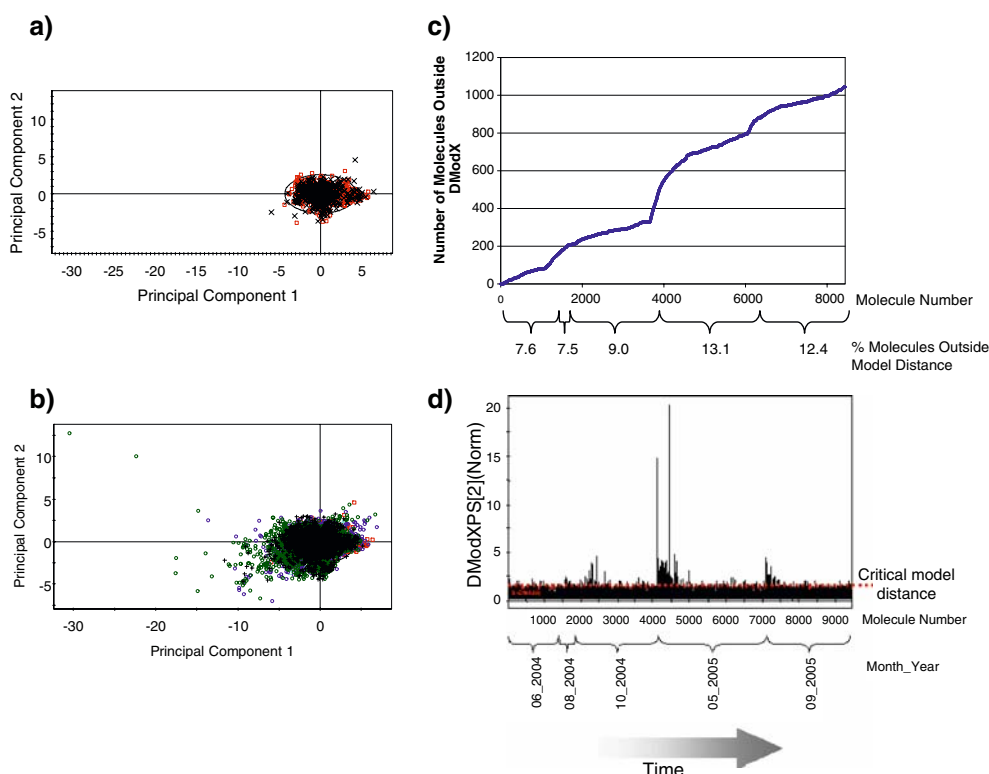 a)
Principal Component 2
10
5
0
-5
-30
-25
-20
-15
-10
-5
0
5
Principal Component 1
b)
Principal Component 2
10
5
0
-5
-30
-20
-10
0
Principal Component 1
c)
Number of Molecules Outside
DModX
1200
1000
800
600
400
200
0
0
2000
4000
6000
8000
Molecule Number
7.6
7.5
9.0
13.1
12.4
% Molecules Outside
Model Distance
d)
DModXPS[2](Norm)
20
15
10
5
0
Critical model
distance
1000 2000 3000 4000 5000 6000 7000 8000 9000
Molecule Number
06_2004
08_2004
10_2004
05_2005
09_2005
Month_Year
Time